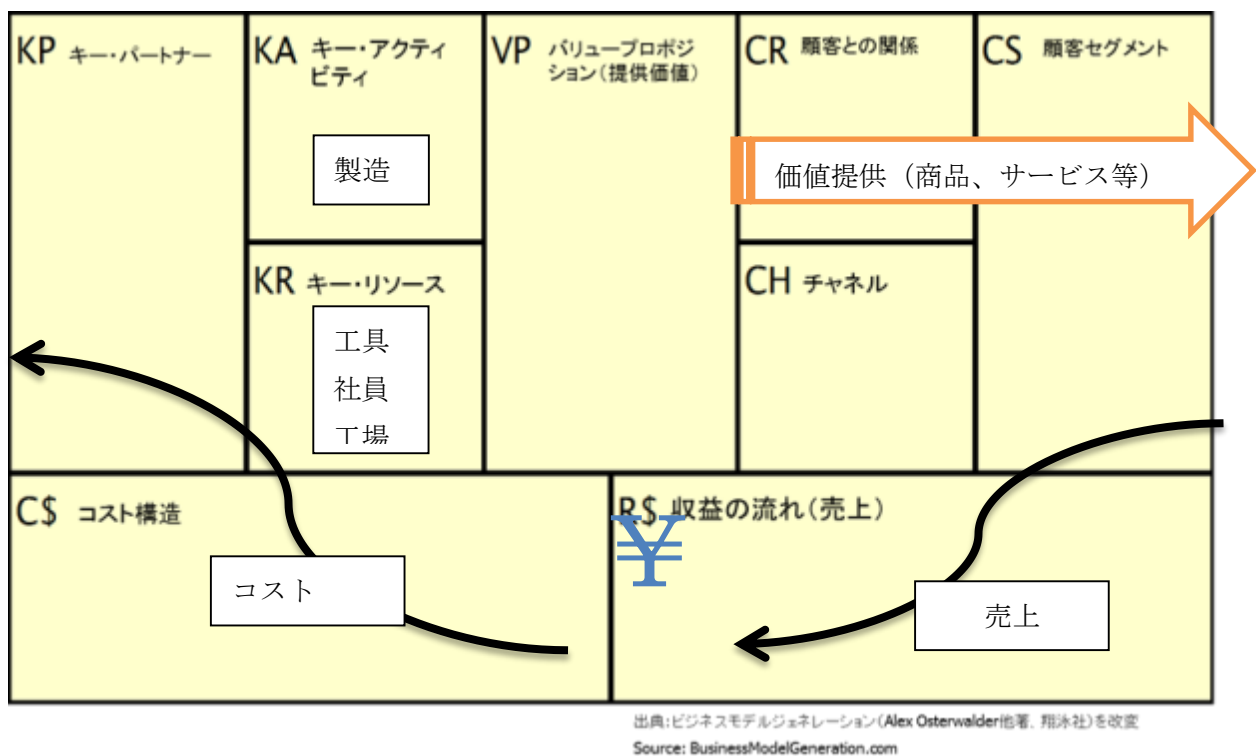 KP キー・パートナー
KA キー・アクティ
ビティ
製造
KR キー・リソース
工具
社員
工場
VP バリュープロポジ
ション(提供価値)
CR 顧客との関係
CS 顧客セグメント
価値提供（商品、サービス等）
CH チャネル
C$ コスト構造
コスト
R$ 収益の流れ(売上)
¥
売上
出典:ビジネスモデルジェネレーション(Alex Osterwalder他著、翔泳社)を改変
Source: BusinessModelGeneration.com